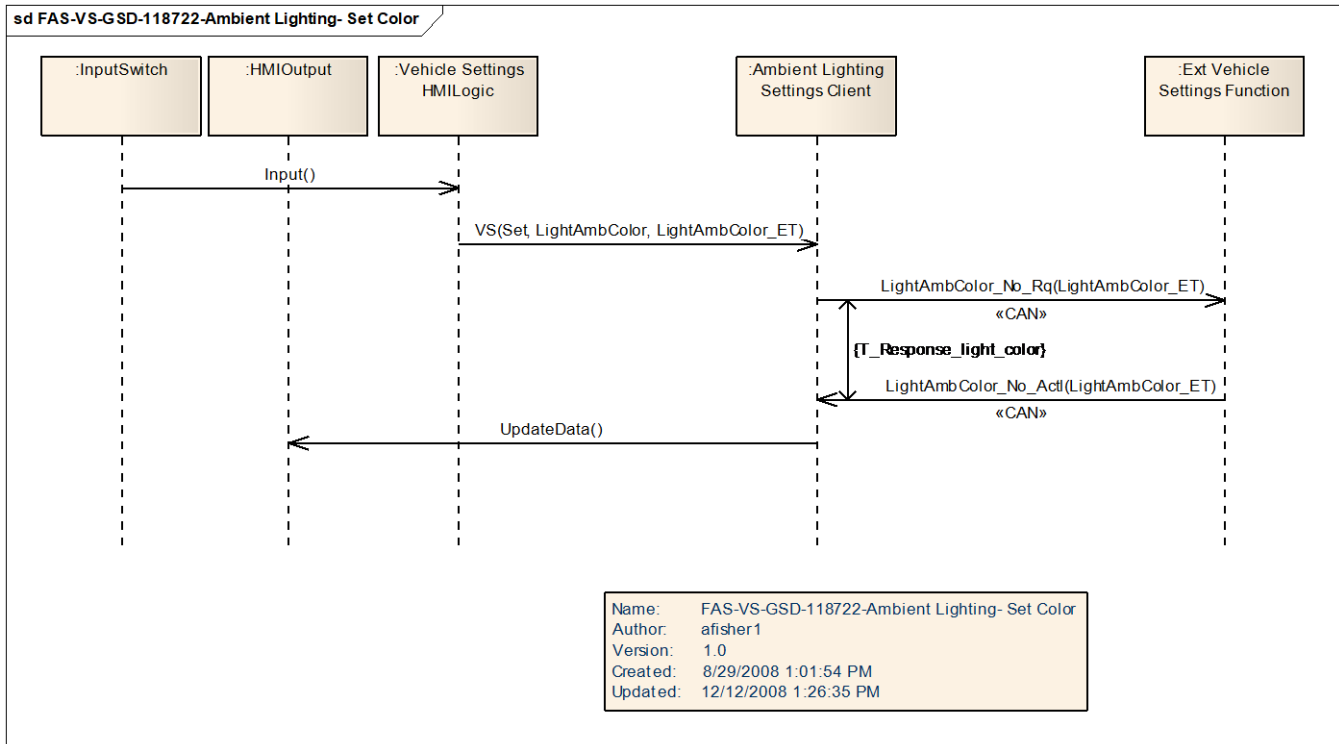 sd FAS-VS-GSD-118722-Ambient Lighting- Set Color
:InputSwitch
:HMIOutput
:Vehicle Settings
HMILogic
:Ambient Lighting
Settings Client
:Ext Vehicle
Settings Function
Input()
VS(Set, LightAmbColor, LightAmbColor_ET)
LightAmbColor_No_Rq(LightAmbColor_ET)
«CAN»
{T_Response_light_color}
LightAmbColor_No_Actl(LightAmbColor_ET)
«CAN»
UpdateData()
Name: FAS-VS-GSD-118722-Ambient Lighting- Set Color
Author: afisher1
Version: 1.0
Created: 8/29/2008 1:01:54 PM
Updated: 12/12/2008 1:26:35 PM